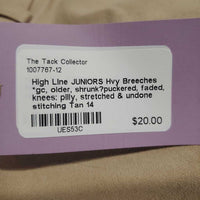 The Tack Collector
1007767-12
High Line JUNIORS Hvy Breeches
*gc, older, shrunk?puckered, faded,
knees: pilly, stretched & undone
stitching Tan 14
$20.00
UES53C